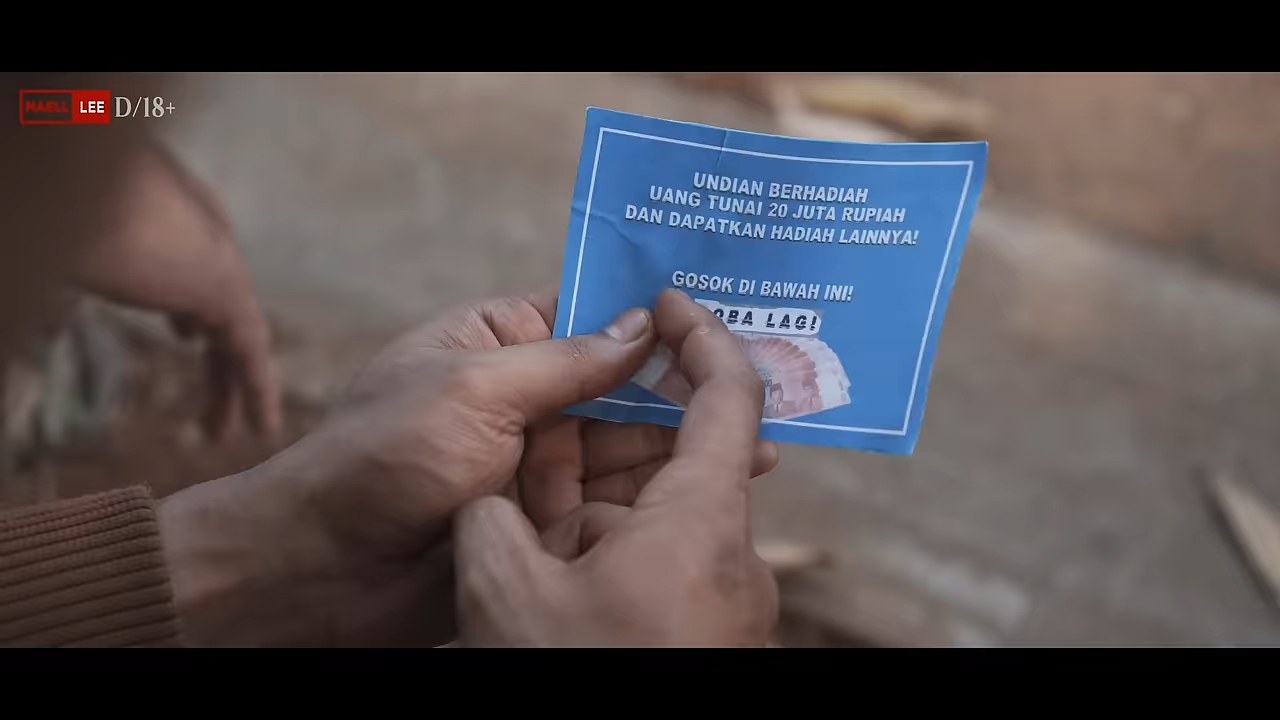 MAELL LEE D/18+
UNDIAN BERHADIAH
UANG TUNAI 20 JUTA RUPIAH
DAN DAPATKAN HADIAH LAINNYA!
GOSOK DI BAWAH INI!
OBA LAGI